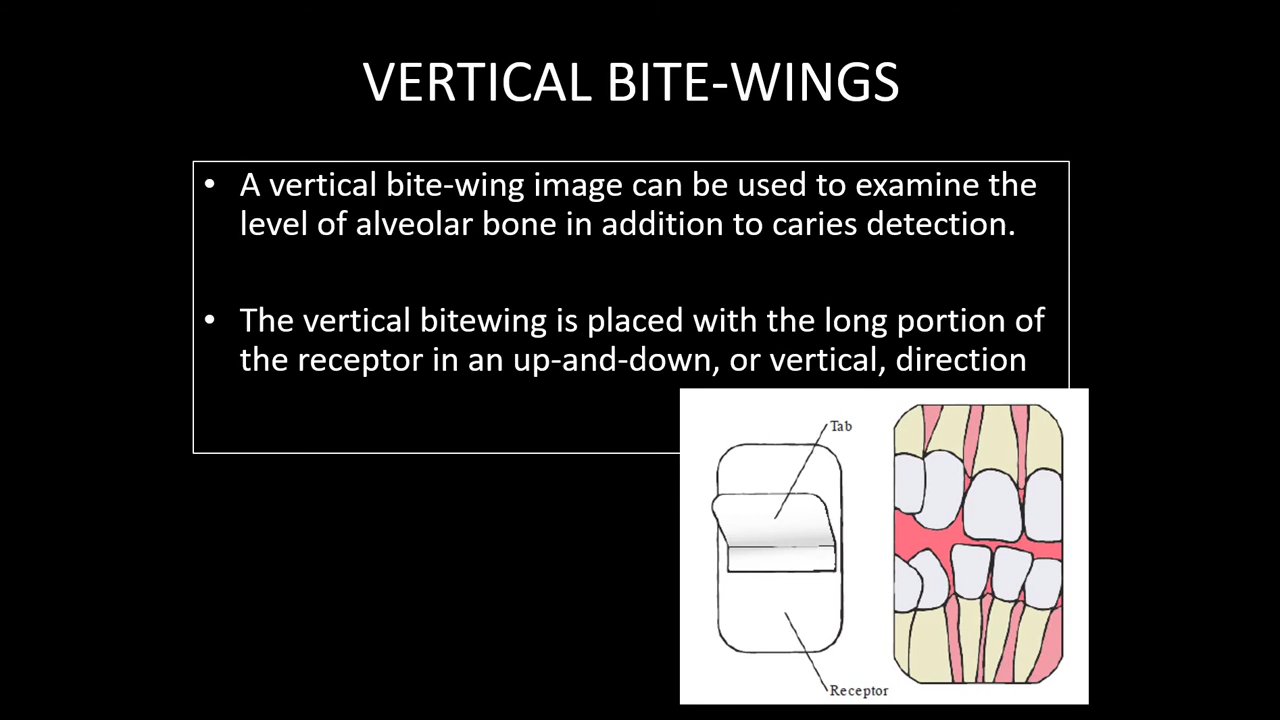 VERTICAL BITE-WINGS
• A vertical bite-wing image can be used to examine the
level of alveolar bone in addition to caries detection.
• The vertical bitewing is placed with the long portion of
the receptor in an up-and-down, or vertical, direction
Tab
Receptor